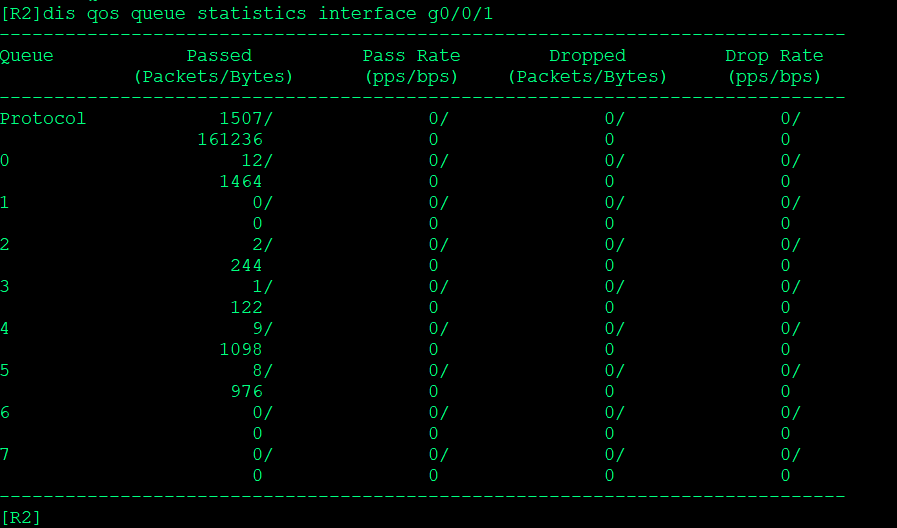 [R2]dis qos queue statistics interface g0/0/1
-----------------------------------------------------------------------------
Queue            Passed          Pass Rate        Dropped         Drop Rate
            (Packets/Bytes)      (pps/bps)    (Packets/Bytes)     (pps/bps)
-----------------------------------------------------------------------------
Protocol            1507/              0/              0/              0/
                  161236               0               0               0
0                     12/              0/              0/              0/
                    1464               0               0               0
1                      0/              0/              0/              0/
                       0               0               0               0
2                      2/              0/              0/              0/
                     244               0               0               0
3                      1/              0/              0/              0/
                     122               0               0               0
4                      9/              0/              0/              0/
                    1098               0               0               0
5                      8/              0/              0/              0/
                     976               0               0               0
6                      0/              0/              0/              0/
                       0               0               0               0
7                      0/              0/              0/              0/
                       0               0               0               0
-----------------------------------------------------------------------------
[R2]